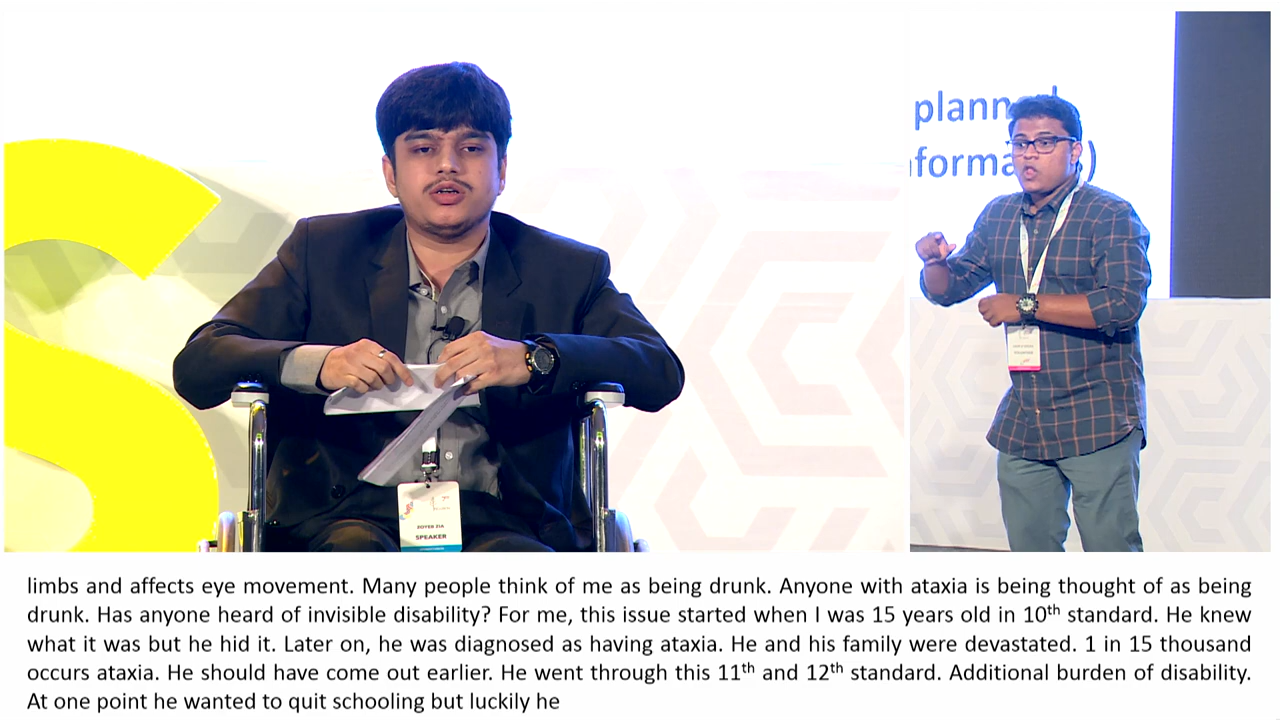 planned
nforma )
ZOYEB ZIA
SPEAKER
limbs and affects eye movement. Many people think of me as being drunk. Anyone with ataxia is being thought of as being
drunk. Has anyone heard of invisible disability? For me, this issue started when I was 15 years old in 10th standard. He knew
what it was but he hid it. Later on, he was diagnosed as having ataxia. He and his family were devastated. 1 in 15 thousand
occurs ataxia. He should have come out earlier. He went through this 11th and 12th standard. Additional burden of disability.
At one point he wanted to quit schooling but luckily he